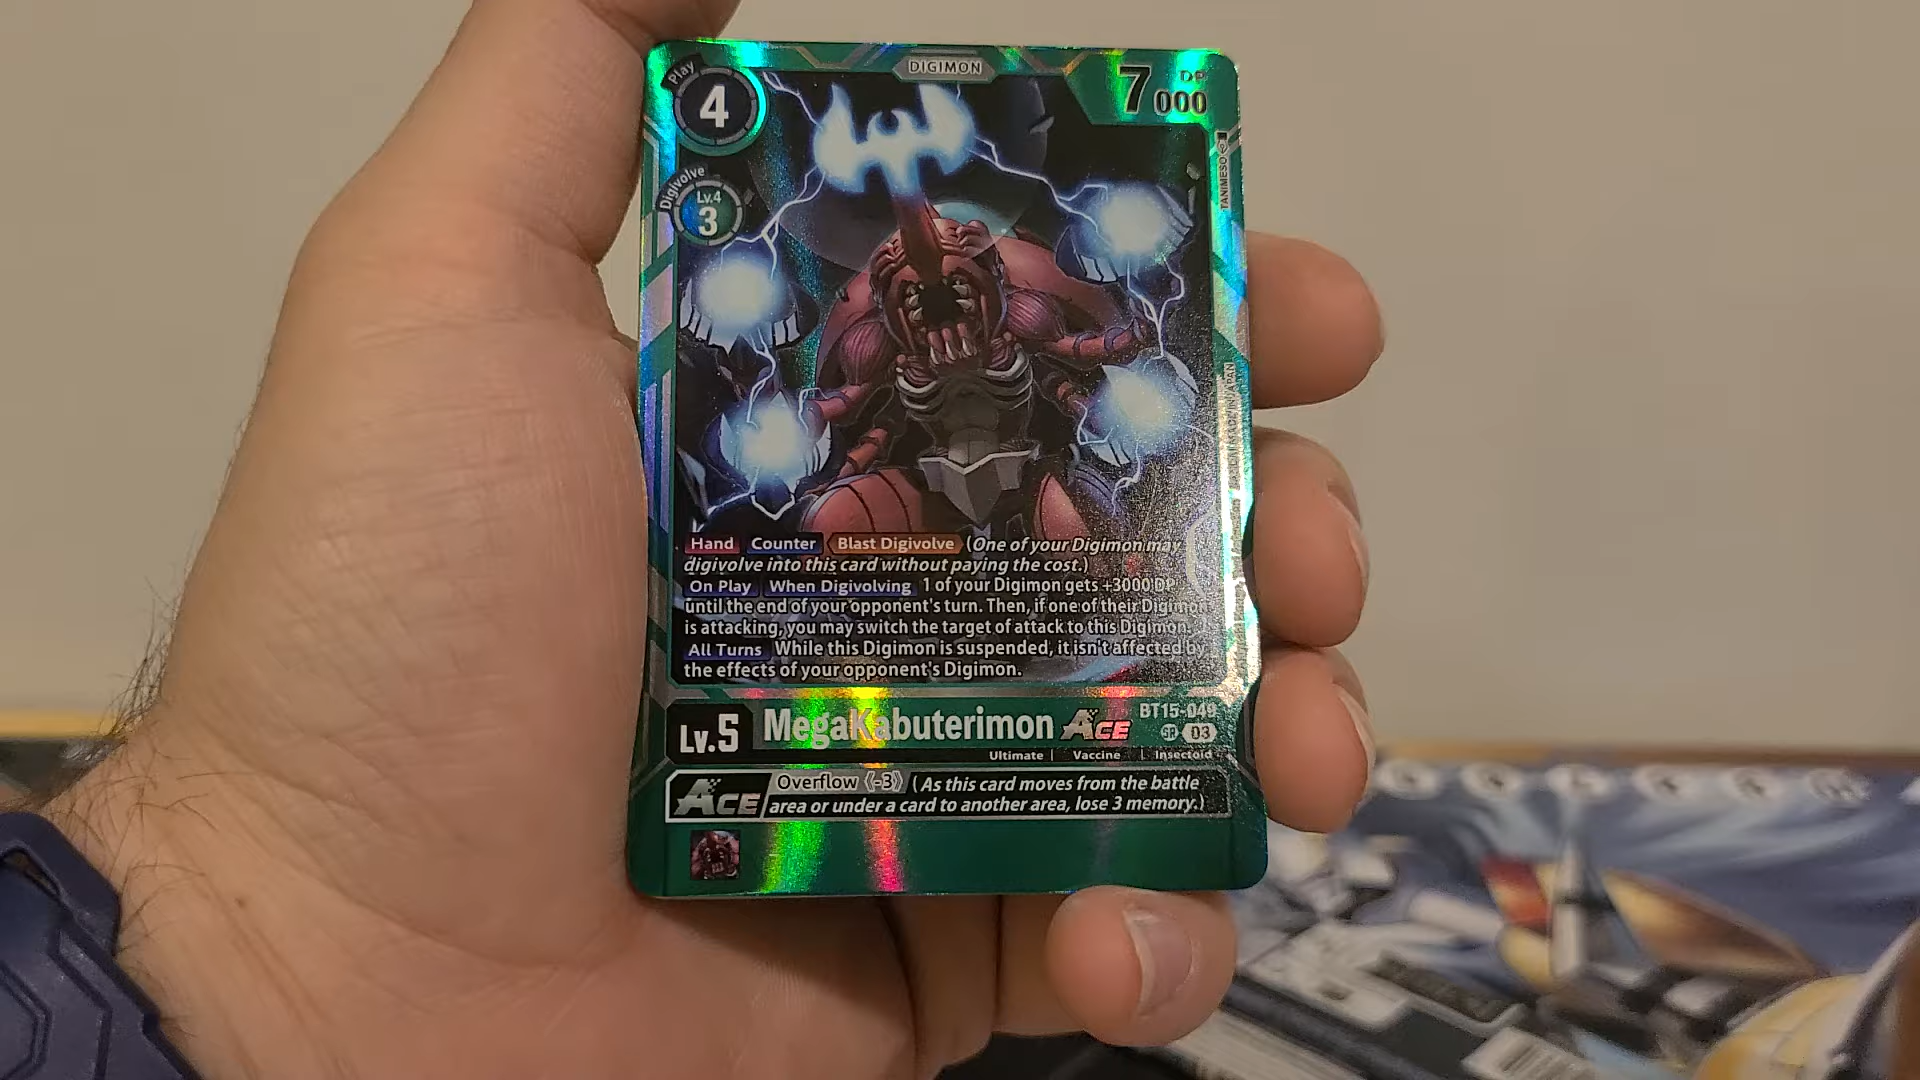 DIGIMON
Play
4
7000
DP
Digivolve
Lv.4
3
TANIMESO
Hand Counter Blast Digivolve (One of your Digimon may
digivolve into this card without paying the cost.)
On Play When Digivolving 1 of your Digimon gets +3000 DP
until the end of your opponent's turn. Then, if one of their Digimon
is attacking, you may switch the target of attack to this Digimon.
All Turns While this Digimon is suspended, it isn't affected by
the effects of your opponent's Digimon.
Lv.5 MegaKabuterimon ACE
BT15-049
SR 03
Ultimate | Vaccine | Insectoid
ACE Overflow《-3》(As this card moves from the battle
area or under a card to another area, lose 3 memory.)